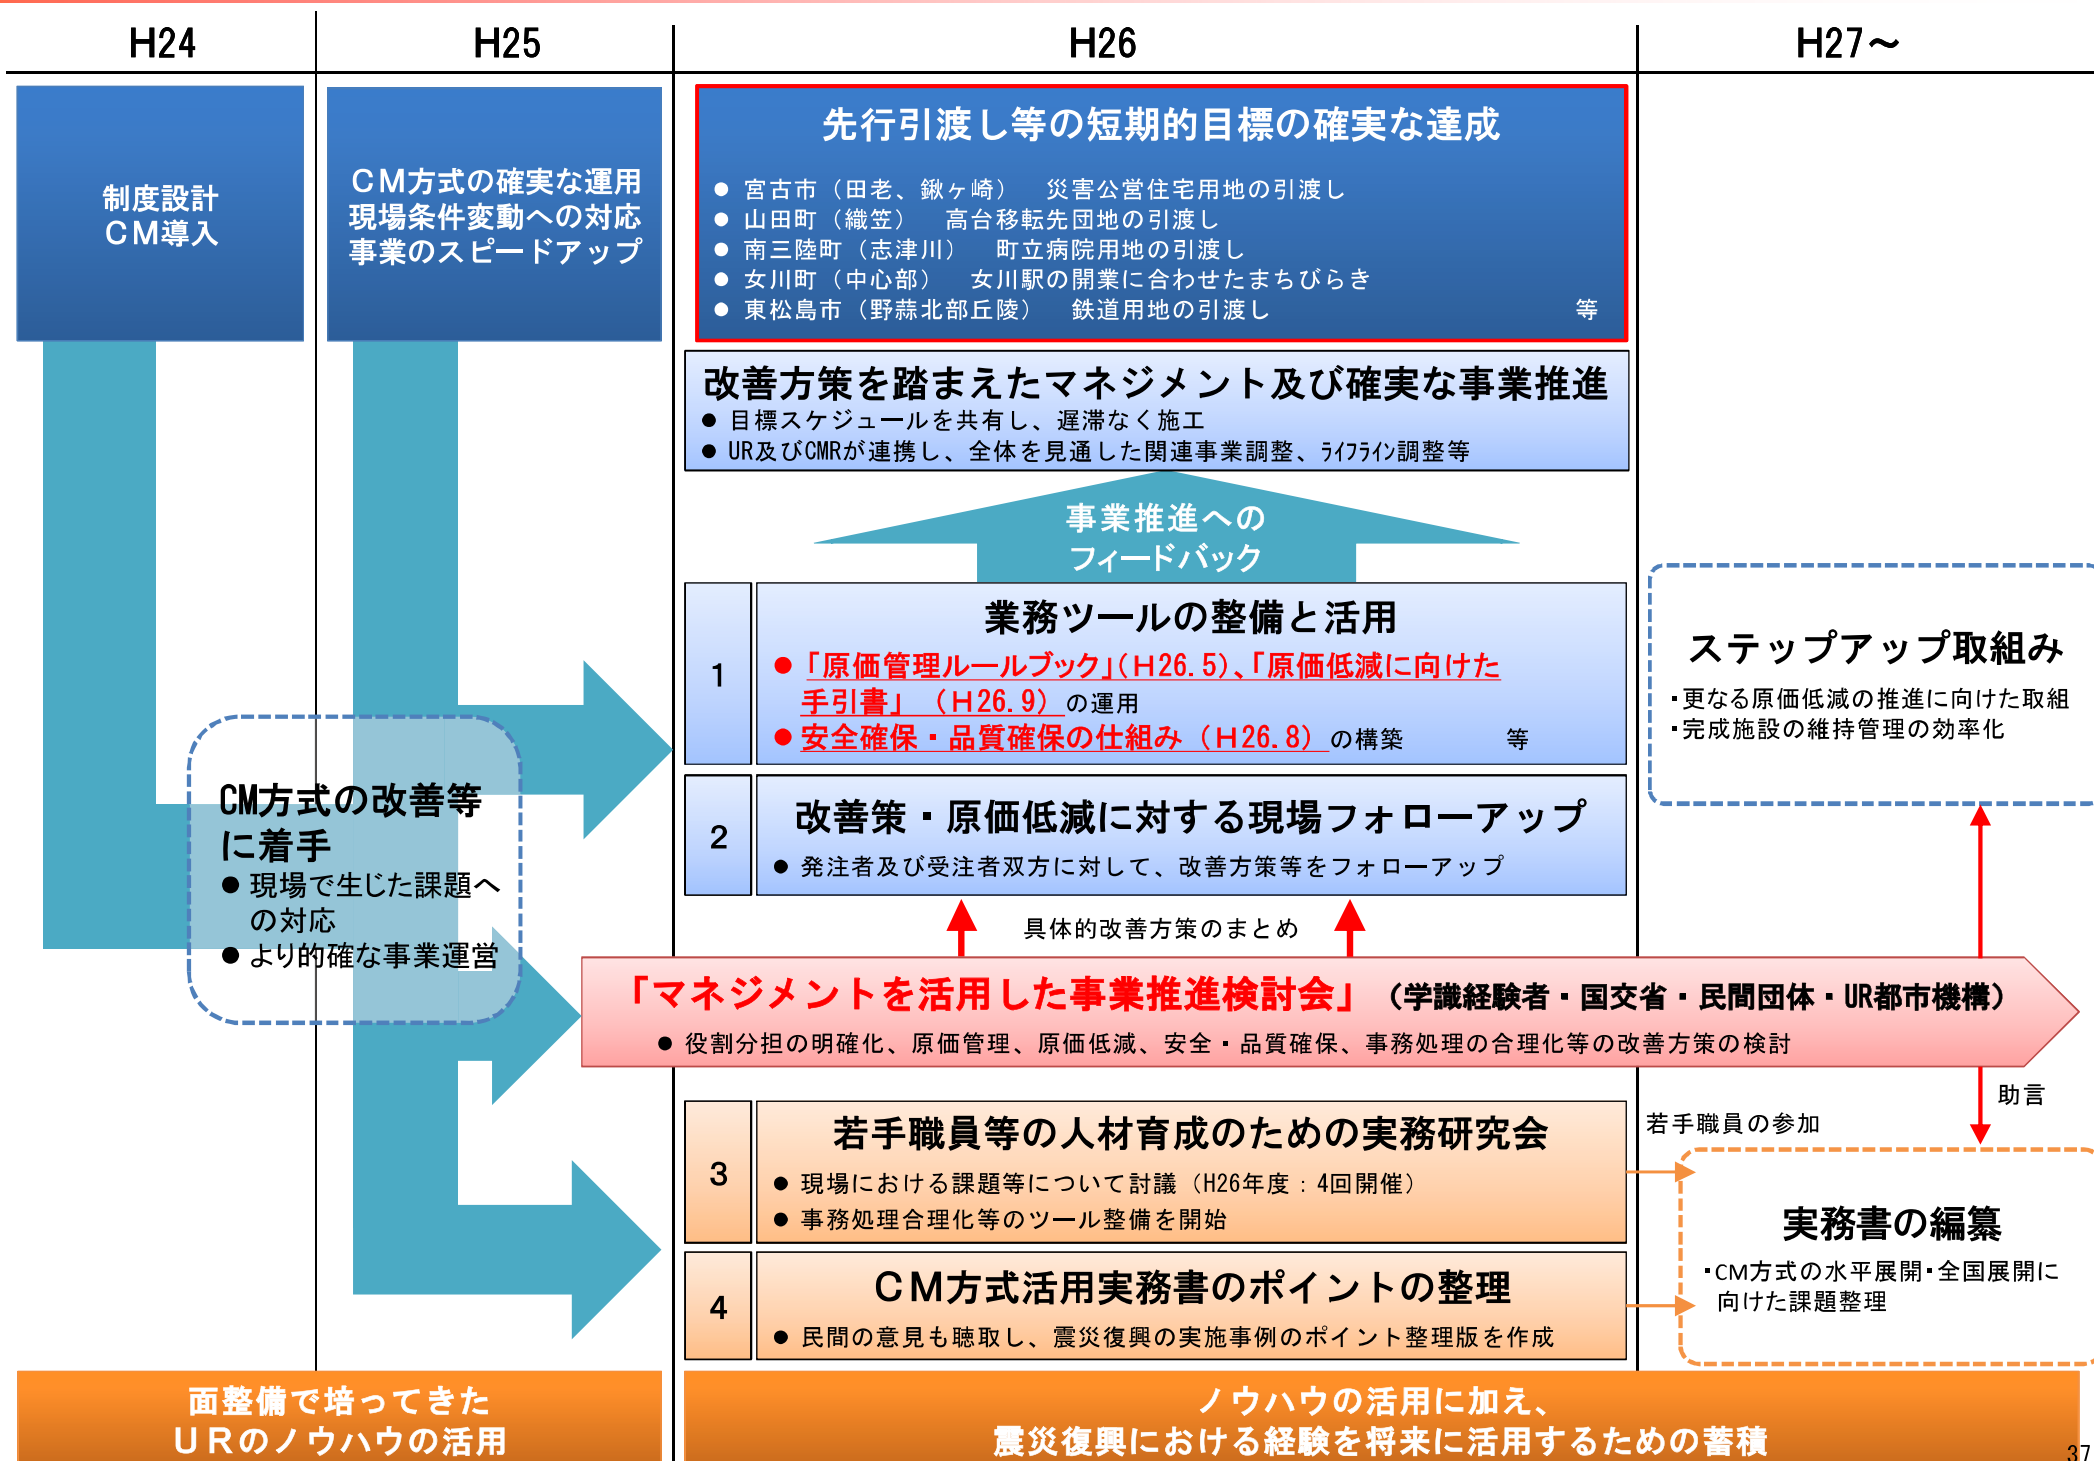 H24
H25
H26
H27～
制度設計
ＣＭ導入
ＣＭ方式の確実な運用
現場条件変動への対応
事業のスピードアップ
先行引渡し等の短期的目標の確実な達成
● 宮古市（田老、鍬ヶ崎）　災害公営住宅用地の引渡し
● 山田町（織笠）　高台移転先団地の引渡し
● 南三陸町（志津川）　町立病院用地の引渡し
● 女川町（中心部）　女川駅の開業に合わせたまちびらき
● 東松島市（野蒜北部丘陵）　鉄道用地の引渡し　等
改善方策を踏まえたマネジメント及び確実な事業推進
● 目標スケジュールを共有し、遅滞なく施工
● UR及びCMRが連携し、全体を見通した関連事業調整、ﾗｲﾌﾗｲﾝ調整等
事業推進への
フィードバック
1
業務ツールの整備と活用
● 「原価管理ルールブック」（H26.5）、「原価低減に向けた
手引書」（H26.9）の運用
● 安全確保・品質確保の仕組み（H26.8）の構築　等
2
改善策・原価低減に対する現場フォローアップ
● 発注者及び受注者双方に対して、改善方策等をフォローアップ
ステップアップ取組み
・更なる原価低減の推進に向けた取組
・完成施設の維持管理の効率化
CM方式の改善等
に着手
● 現場で生じた課題へ
の対応
● より的確な事業運営
具体的改善方策のまとめ
「マネジメントを活用した事業推進検討会」（学識経験者・国交省・民間団体・UR都市機構）
● 役割分担の明確化、原価管理、原価低減、安全・品質確保、事務処理の合理化等の改善方策の検討
助言
若手職員の参加
3
若手職員等の人材育成のための実務研究会
● 現場における課題等について討議（H26年度：4回開催）
● 事務処理合理化等のツール整備を開始
4
ＣＭ方式活用実務書のポイントの整理
● 民間の意見も聴取し、震災復興の実施事例のポイント整理版を作成
実務書の編纂
・CM方式の水平展開・全国展開に
向けた課題整理
面整備で培ってきた
ＵＲのノウハウの活用
ノウハウの活用に加え、
震災復興における経験を将来に活用するための蓄積
37